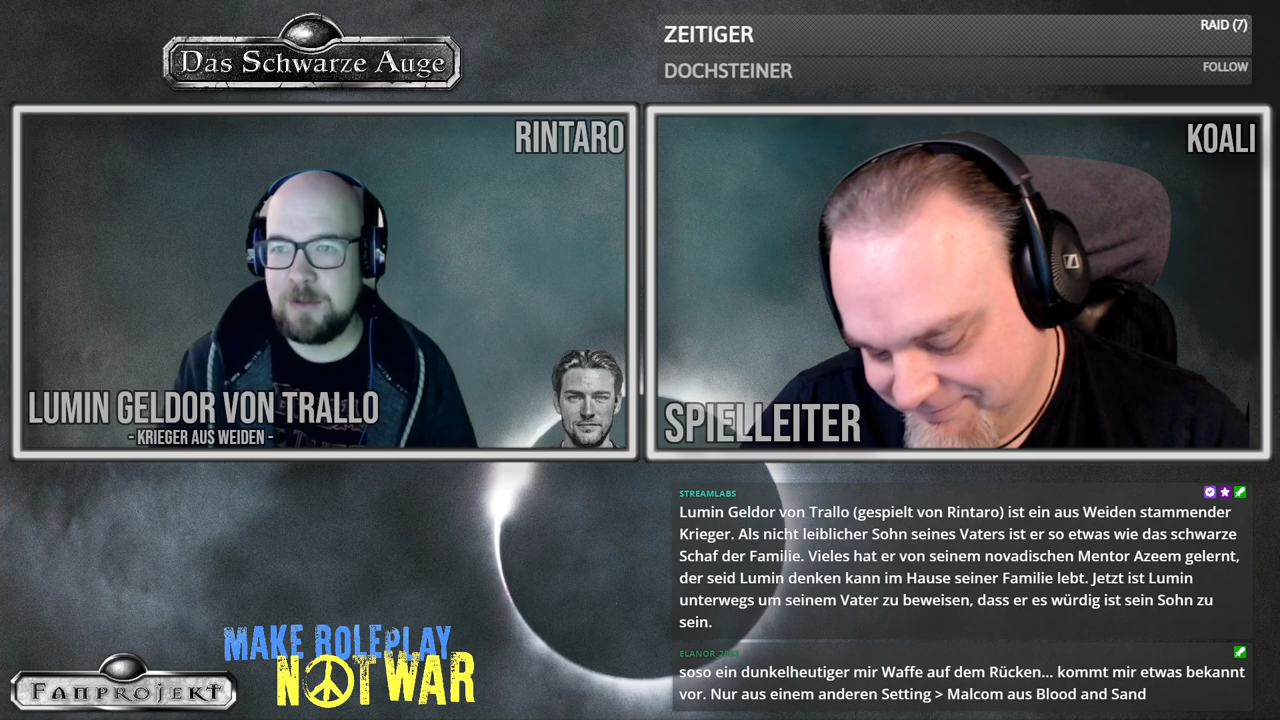 Das Schwarze Auge
ZEITIGER
RAID (7)
DOCHSTEINER
FOLLOW
RINTARO
KOALI
LUMIN GELDOR VON TRALLO
- KRIEGER AUS WEIDEN -
SPIELLEITER
STREAMLABS
Lumin Geldor von Trallo (gespielt von Rintaro) ist ein aus Weiden stammender
Krieger. Als nicht leiblicher Sohn seines Vaters ist er so etwas wie das schwarze
Schaf der Familie. Vieles hat er von seinem novadischen Mentor Azeem gelernt,
der seid Lumin denken kann im Hause seiner Familie lebt. Jetzt ist Lumin
unterwegs um seinem Vater zu beweisen, dass er es würdig ist sein Sohn zu
sein.
soso ein dunkelheutiger mir Waffe auf dem Rücken... kommt mir etwas bekannt
vor. Nur aus einem anderen Setting > Malcom aus Blood and Sand
MAKE ROLEPLAY
NOT WAR
FANPROJEKT